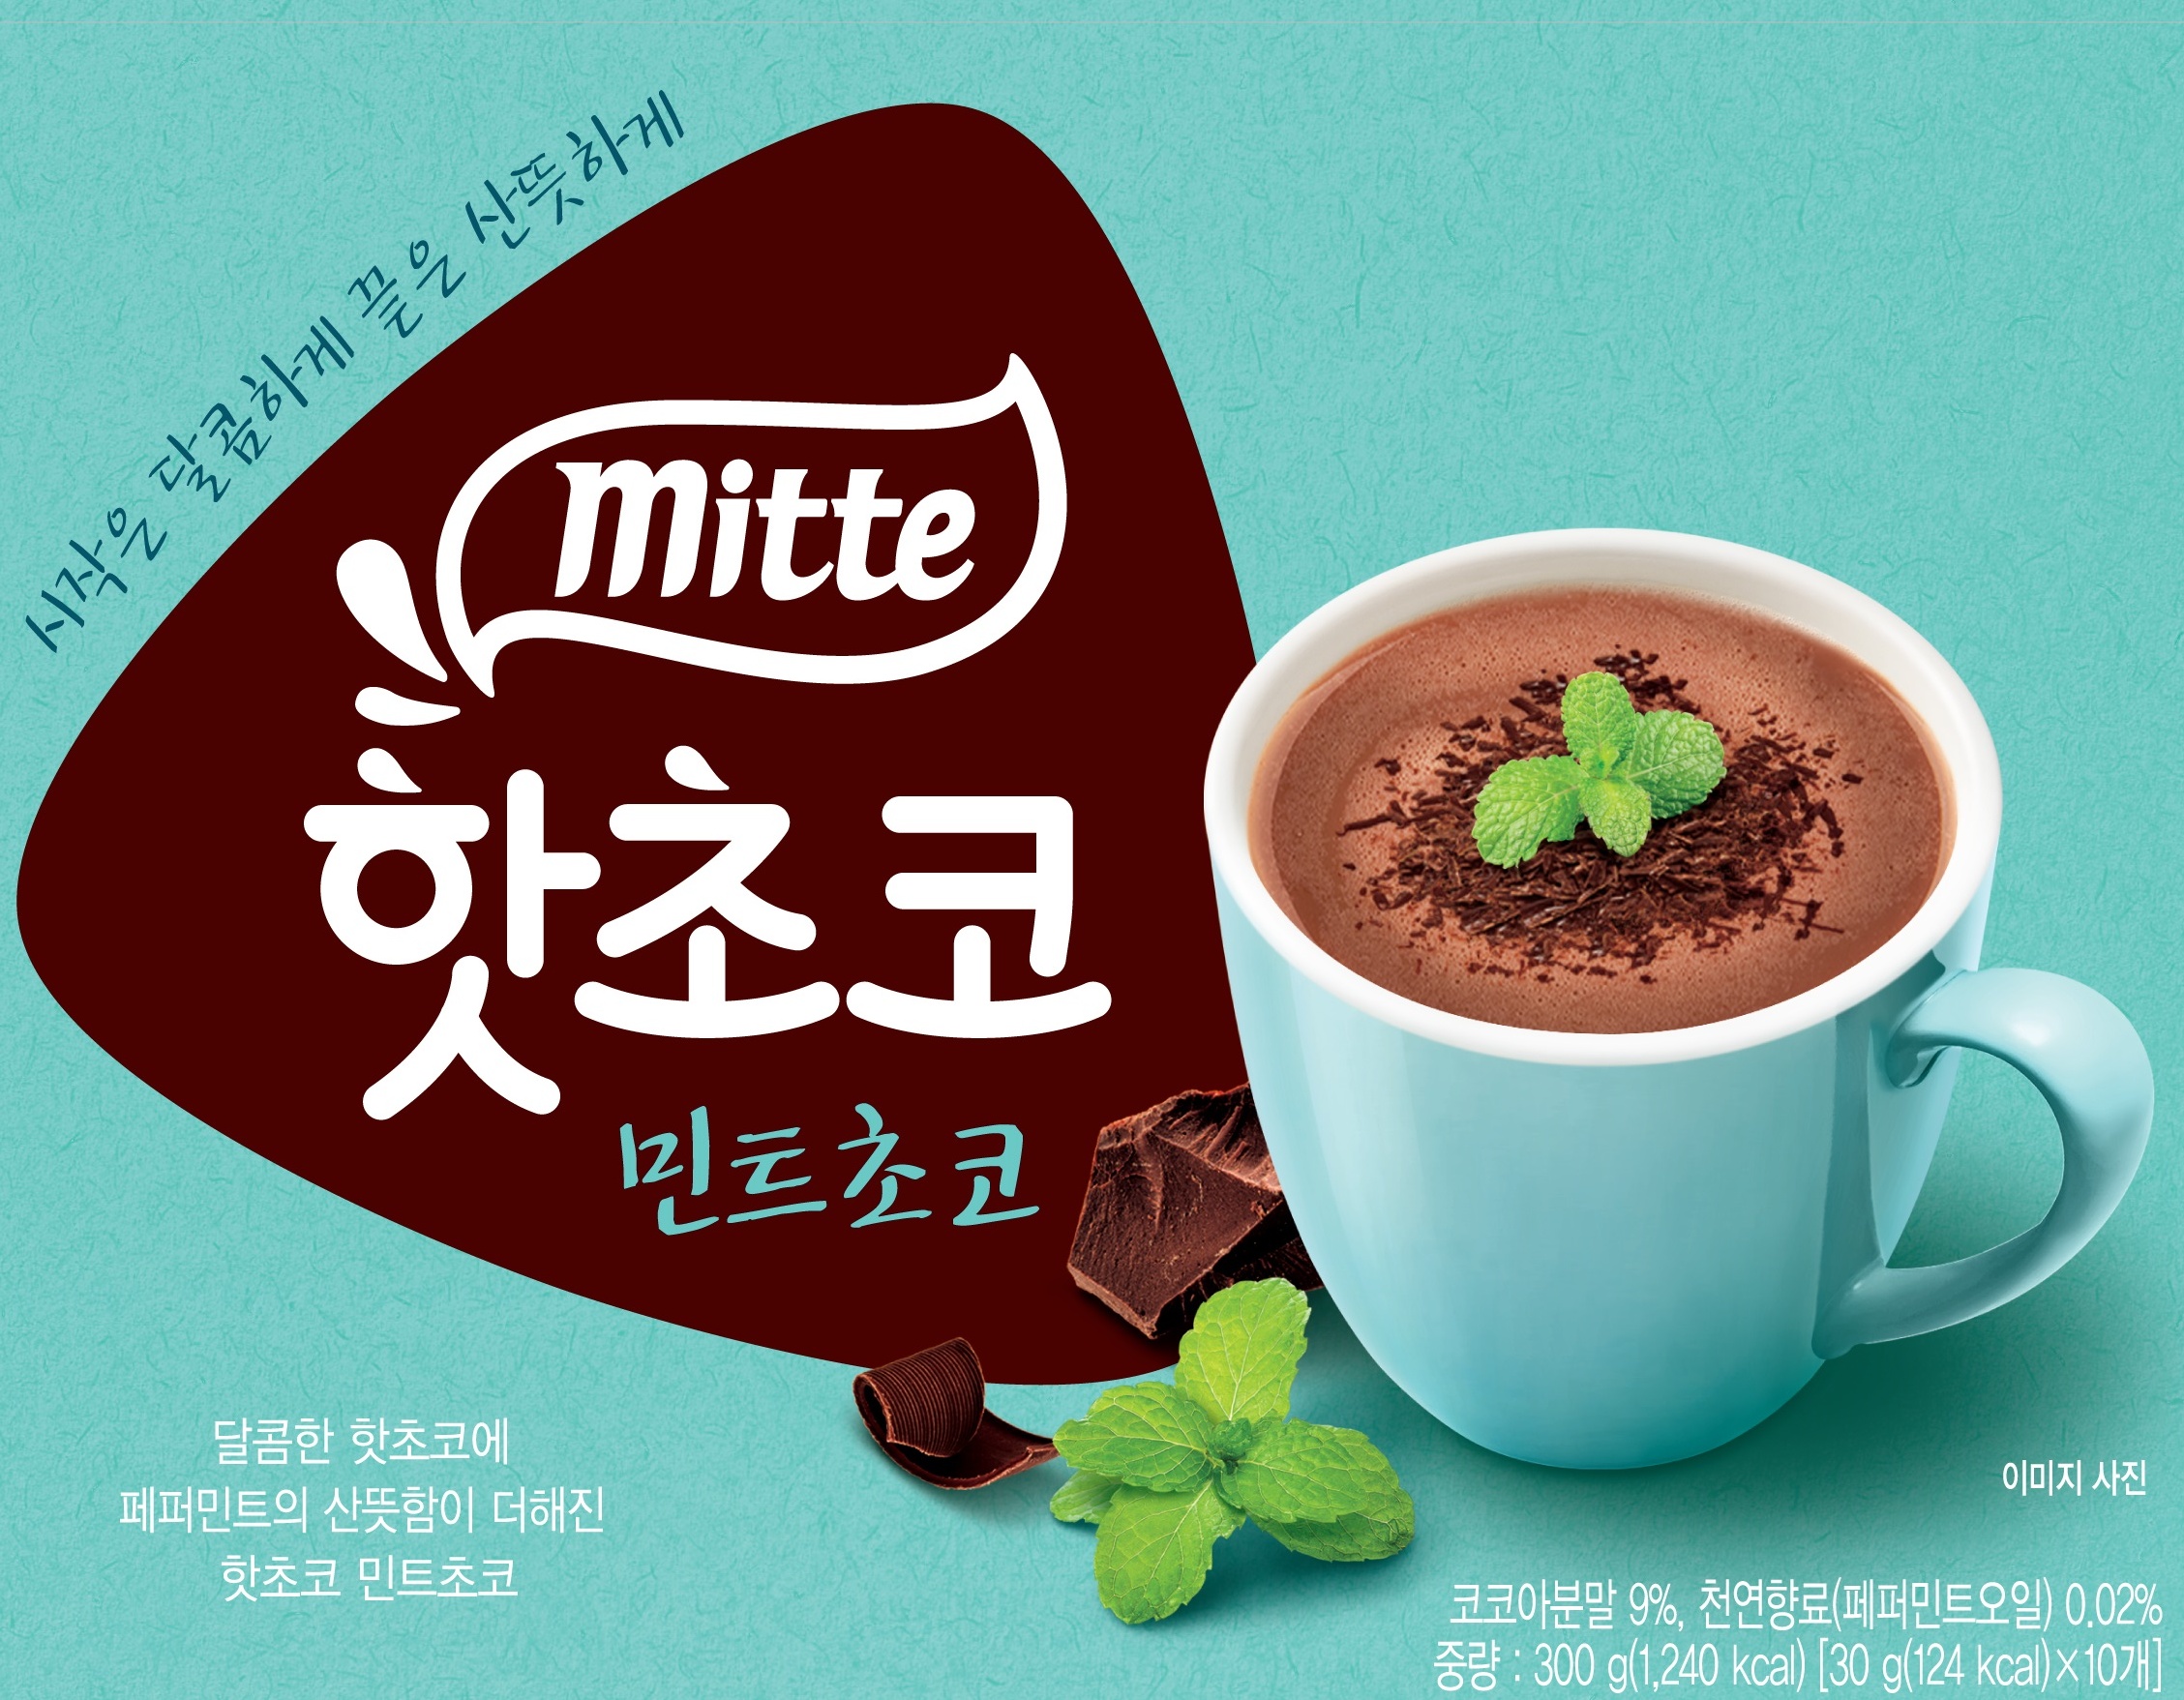 시작은 달콤하게 끝은 산뜻하게
mitte
핫초코
민트초코
달콤한 핫초코에
페퍼민트의 산뜻함이 더해진
핫초코 민트초코
이미지 사진
코코아분말 9%, 천연향료(페퍼민트오일) 0.02%
중량 : 300 g(1,240 kcal) [30 g(124 kcal)×10개]